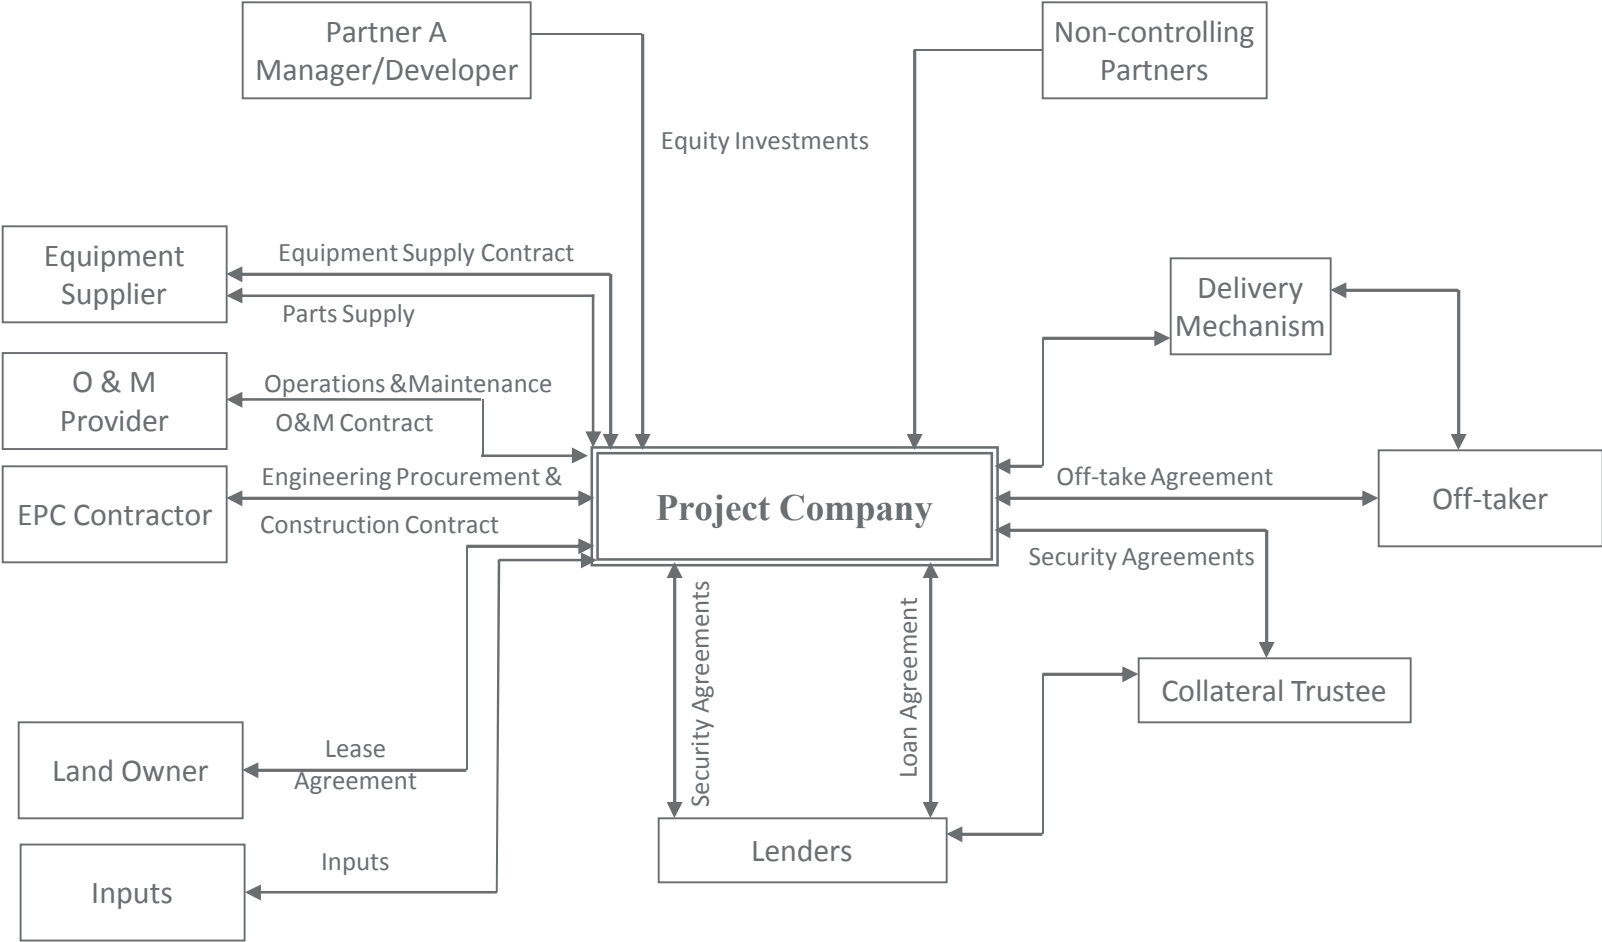 Partner A
Manager/Developer
Non-controlling
Partners
Equity Investments
Equipment
Supplier
Equipment Supply Contract
Parts Supply
Delivery
Mechanism
O & M
Provider
Operations &Maintenance
O&M Contract
EPC Contractor
Engineering Procurement &
Construction Contract
Project Company
Off-take Agreement
Off-taker
Security Agreements
Security Agreements
Loan Agreement
Collateral Trustee
Land Owner
Lease
Agreement
Lenders
Inputs
Inputs